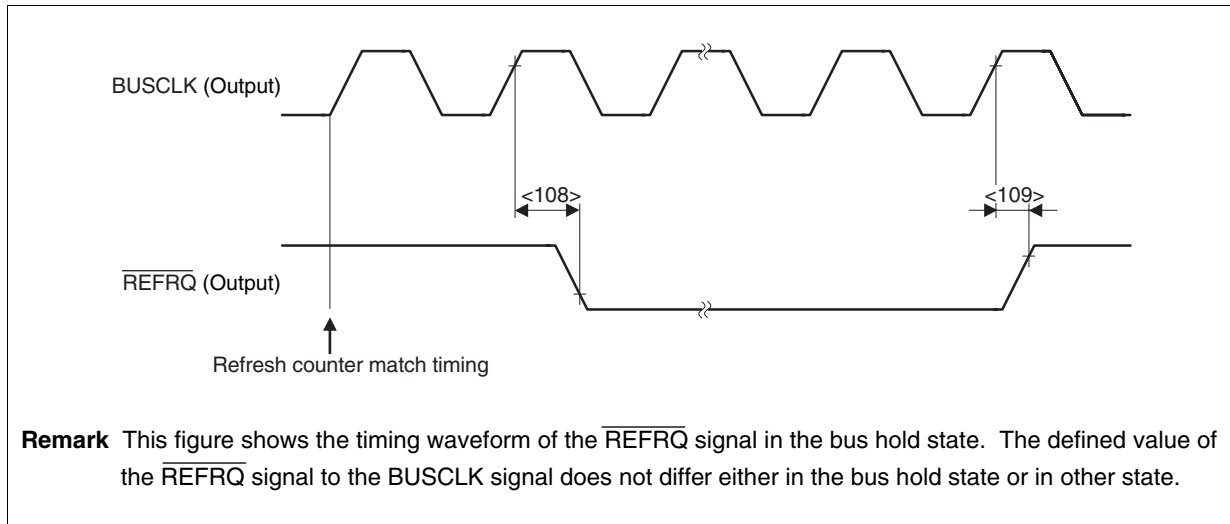 BUSCLK (Output)
<108>
<109>
REFRQ (Output)
Refresh counter match timing
Remark This figure shows the timing waveform of the REFRQ signal in the bus hold state. The defined value of
the REFRQ signal to the BUSCLK signal does not differ either in the bus hold state or in other state.